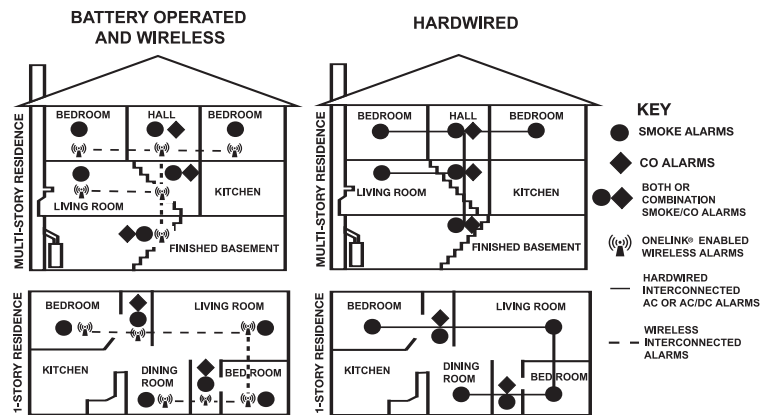 BATTERY OPERATED
AND WIRELESS
HARDWIRED
MULTI-STORY RESIDENCE
BEDROOM
HALL
BEDROOM
LIVING ROOM
KITCHEN
FINISHED BASEMENT
MULTI-STORY RESIDENCE
BEDROOM
HALL
BEDROOM
LIVING ROOM
KITCHEN
FINISHED BASEMENT
KEY
SMOKE ALARMS
CO ALARMS
BOTH OR
COMBINATION
SMOKE/CO ALARMS
ONELINK® ENABLED
WIRELESS ALARMS
HARDWIRED
INTERCONNECTED
AC OR AC/DC ALARMS
WIRELESS
INTERCONNECTED
ALARMS
1-STORY RESIDENCE
BEDROOM
LIVING ROOM
KITCHEN
DINING
ROOM
BEDROOM
1-STORY RESIDENCE
BEDROOM
LIVING ROOM
KITCHEN
DINING
ROOM
BEDROOM